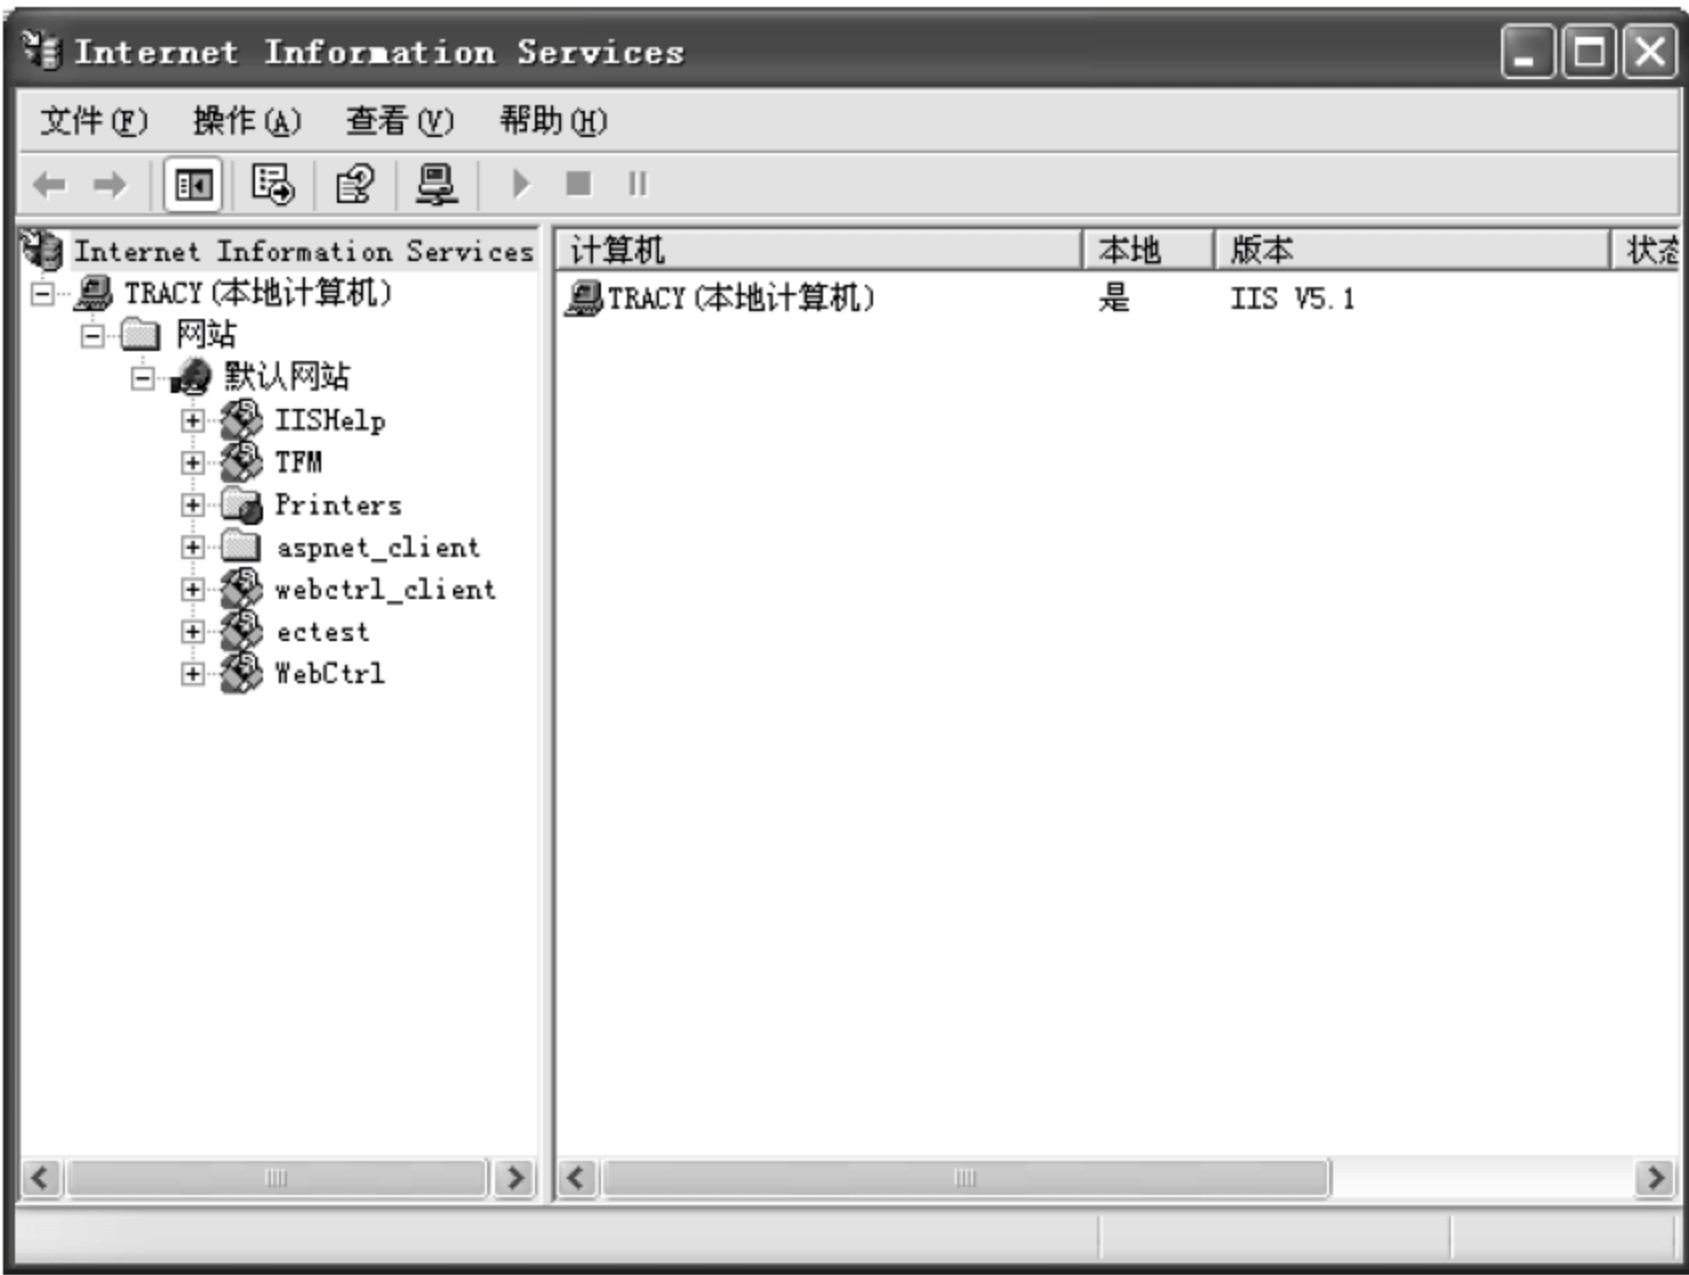 Internet Information Services
文件(F) 操作(A) 查看(V) 帮助(H)
Internet Information Services
TRACY(本地计算机)
网站
默认网站
IISHelp
TFM
Printers
aspnet_client
webctrl_client
ectest
WebCtrl
计算机 本地 版本 状态
TRACY(本地计算机) 是 IIS V5.1